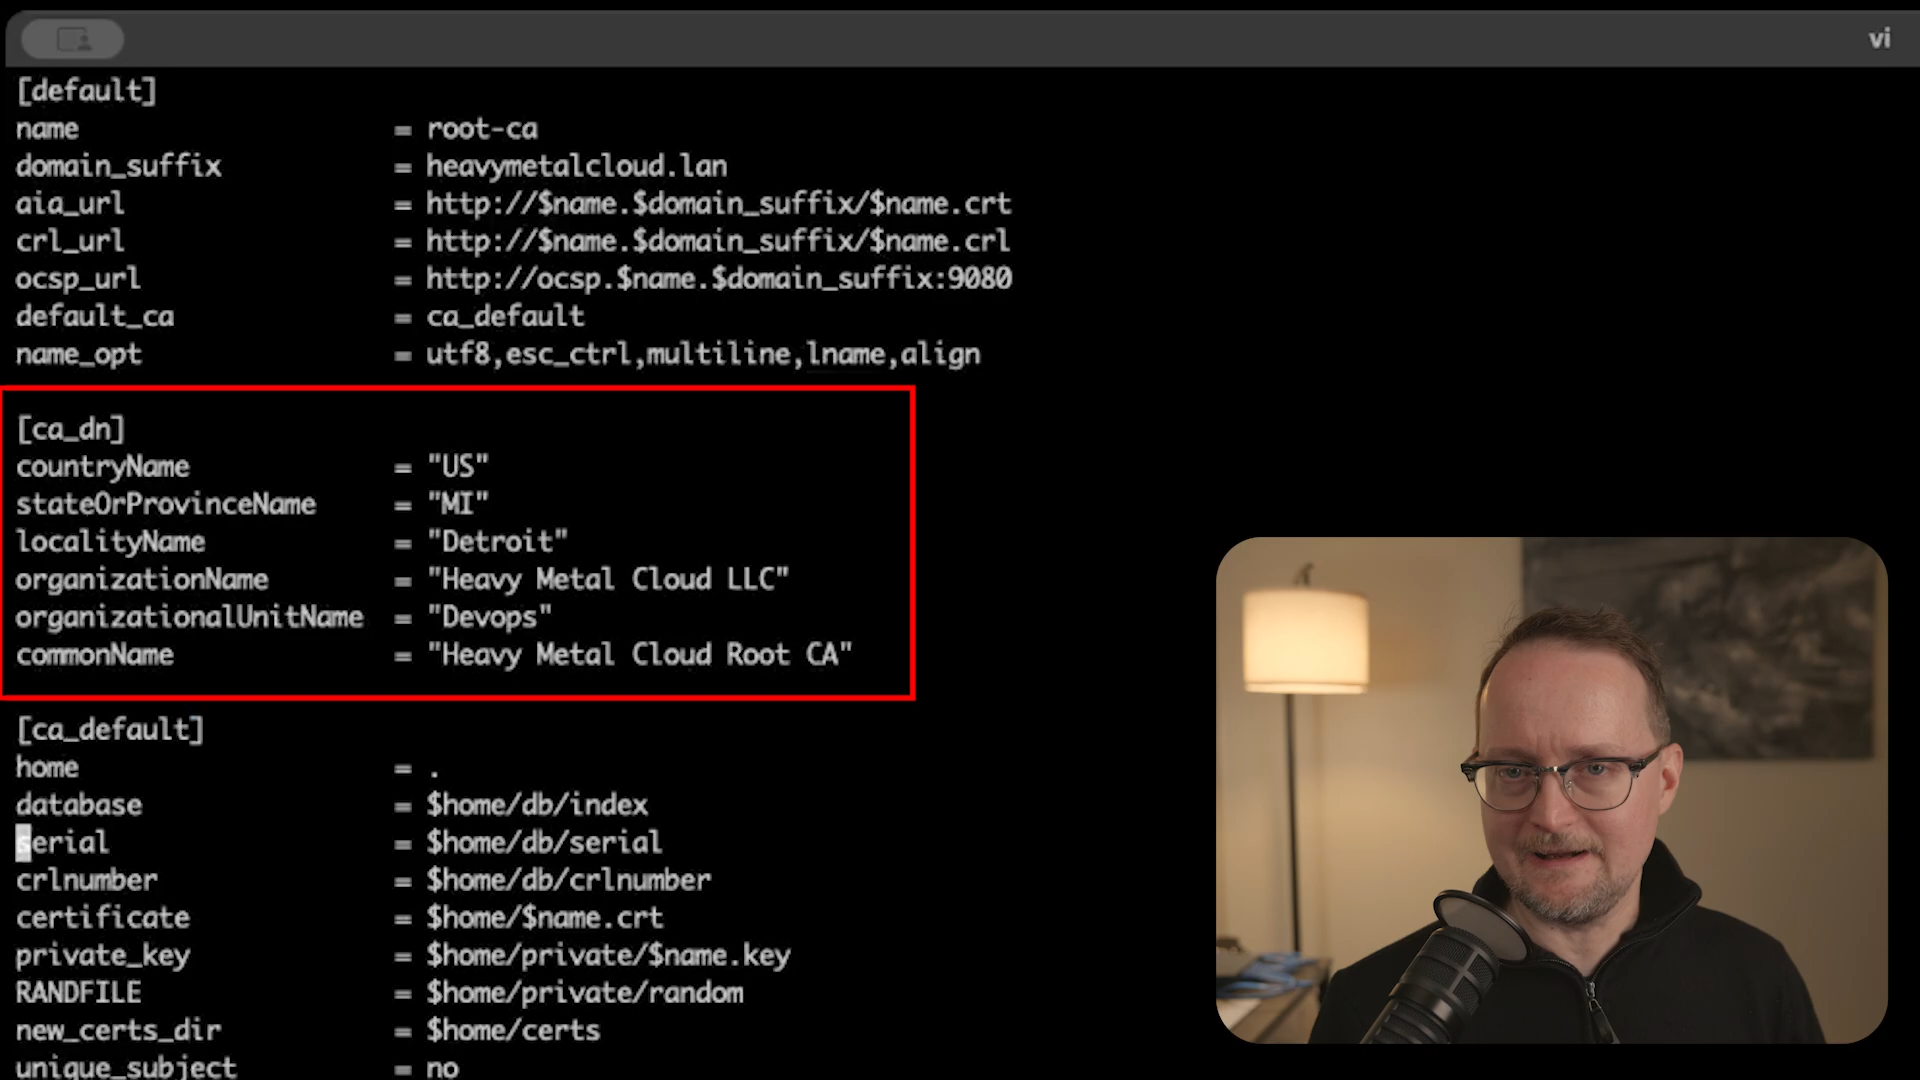 vi
[default]
name = root-ca
domain_suffix = heavymetalcloud.lan
aia_url = http://$name.$domain_suffix/$name.crt
crl_url = http://$name.$domain_suffix/$name.crl
ocsp_url = http://ocsp.$name.$domain_suffix:9080
default_ca = ca_default
name_opt = utf8,esc_ctrl,multiline,lname,align
[ca_dn]
countryName = "US"
stateOrProvinceName = "MI"
localityName = "Detroit"
organizationName = "Heavy Metal Cloud LLC"
organizationalUnitName = "Devops"
commonName = "Heavy Metal Cloud Root CA"
[ca_default]
home = .
database = $home/db/index
serial = $home/db/serial
crlnumber = $home/db/crlnumber
certificate = $home/$name.crt
private_key = $home/private/$name.key
RANDFILE = $home/private/random
new_certs_dir = $home/certs
unique_subject = no